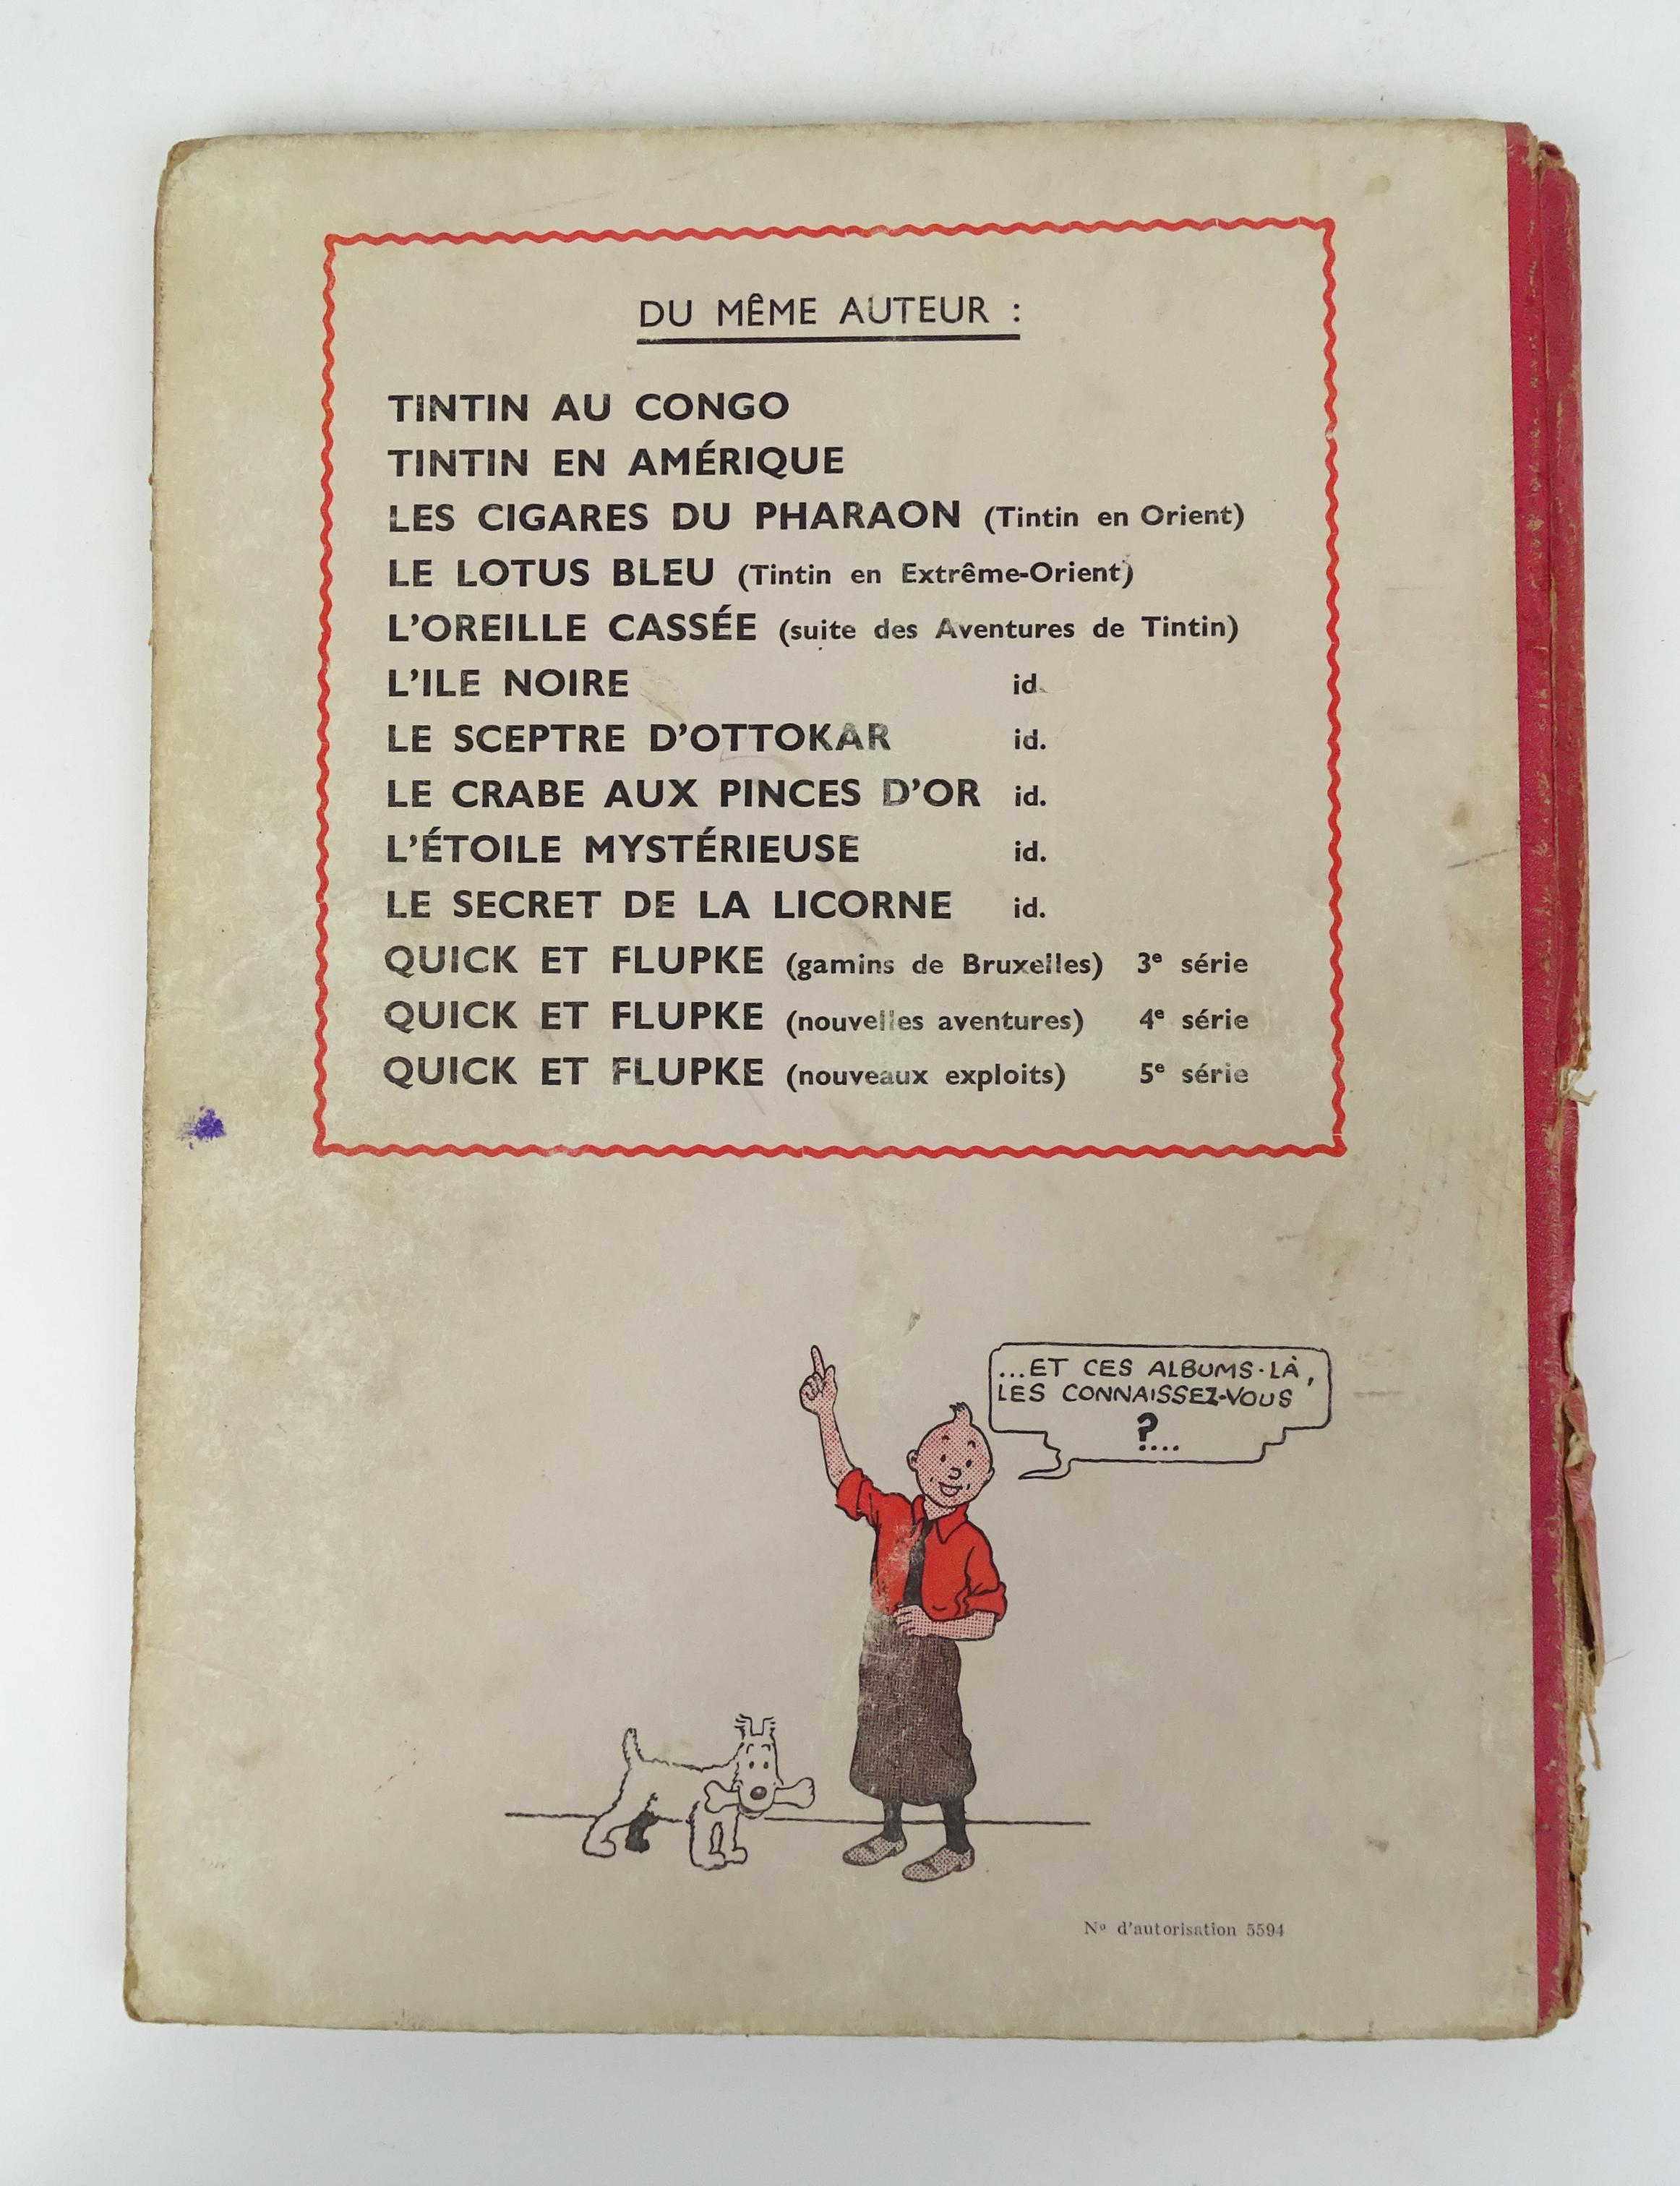 DU MÊME AUTEUR :
TINTIN AU CONGO
TINTIN EN AMÉRIQUE
LES CIGARES DU PHARAON (Tintin en Orient)
LE LOTUS BLEU (Tintin en Extrême-Orient)
L'OREILLE CASSÉE (suite des Aventures de Tintin)
L'ILE NOIRE id.
LE SCEPTRE D'OTTOKAR id.
LE CRABE AUX PINCES D'OR id.
L'ÉTOILE MYSTÉRIEUSE id.
LE SECRET DE LA LICORNE id.
QUICK ET FLUPKE (gamins de Bruxelles) 3e série
QUICK ET FLUPKE (nouvelles aventures) 4e série
QUICK ET FLUPKE (nouveaux exploits) 5e série
...ET CES ALBUMS-LÀ,
LES CONNAISSEZ-VOUS
?...
No d'autorisation 5594